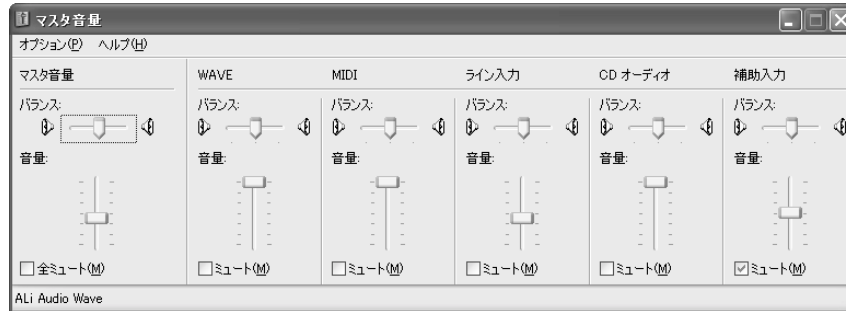 マスタ音量
オプション(P) ヘルプ(H)
マスタ音量 WAVE MIDI ライン入力 CD オーディオ 補助入力
バランス: バランス: バランス: バランス: バランス: バランス:
音量: 音量: 音量: 音量: 音量: 音量:
全ミュート(M) ミュート(M) ミュート(M) ミュート(M) ミュート(M) ミュート(M)
ALi Audio Wave